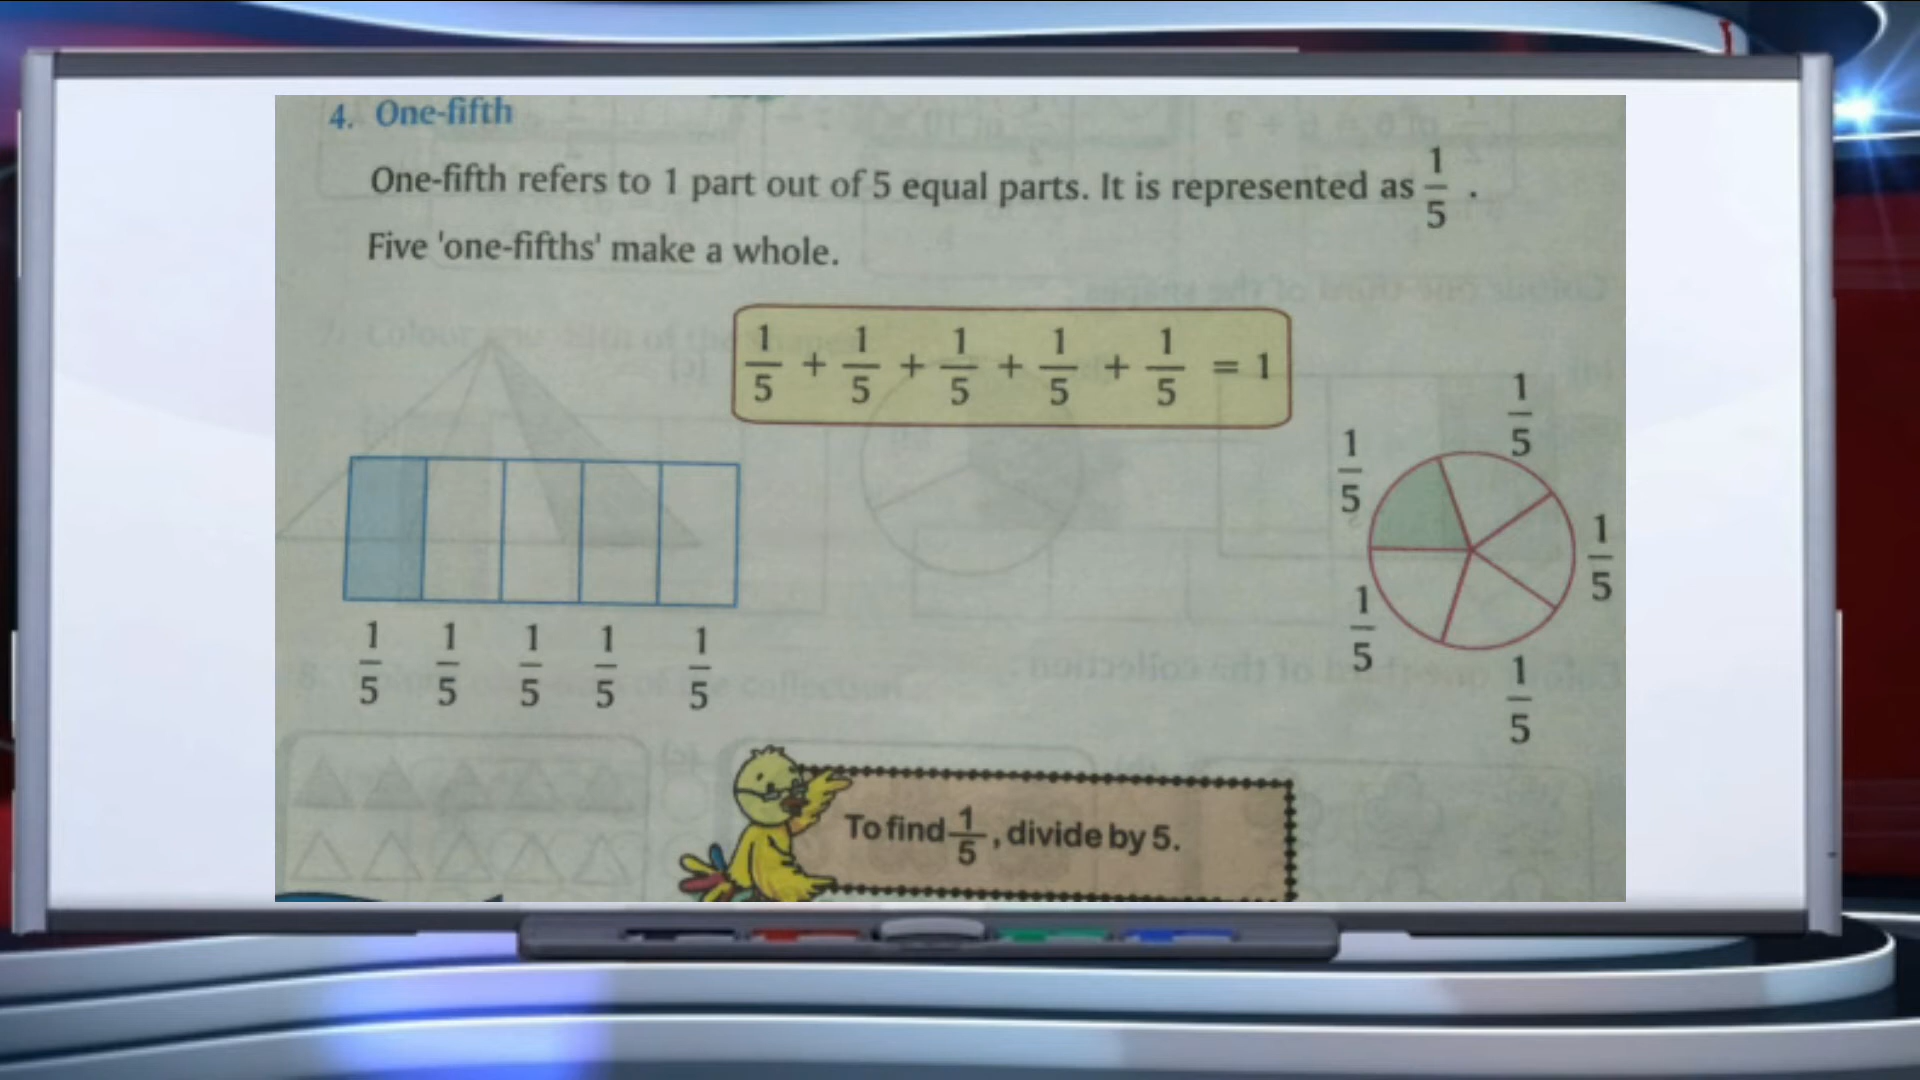 4. One-fifth
One-fifth refers to 1 part out of 5 equal parts. It is represented as 1/5 .
Five 'one-fifths' make a whole.
1/5 + 1/5 + 1/5 + 1/5 + 1/5 = 1
1/5 1/5 1/5 1/5 1/5
1/5
1/5
1/5
1/5
1/5
To find 1/5, divide by 5.